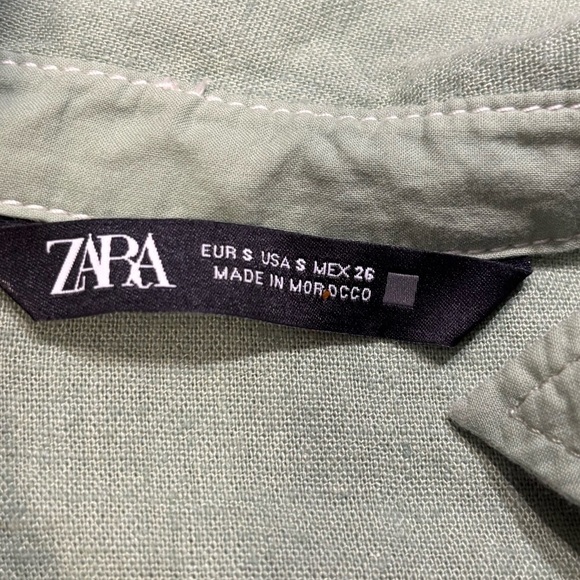 ZARA
EUR S USA S MEX 26
MADE IN MOROCCO